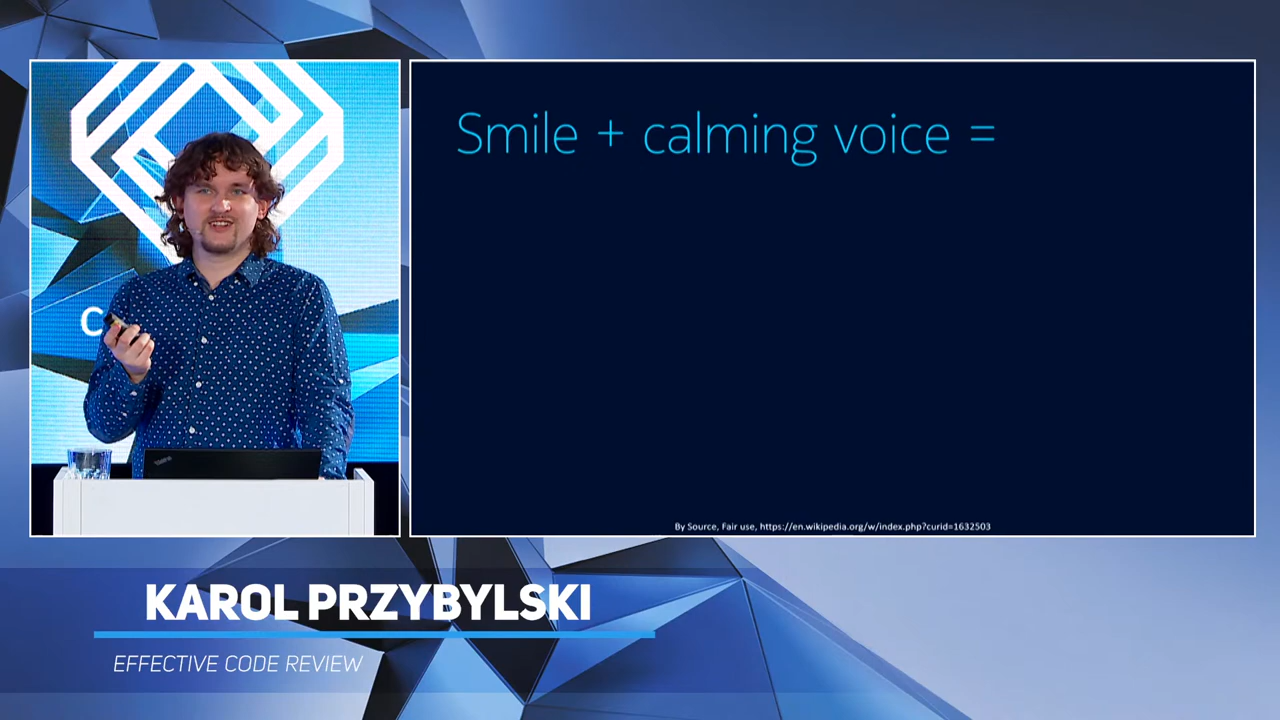 Smile + calming voice =
C
By Source, Fair use, https://en.wikipedia.org/w/index.php?curid=1632503
KAROL PRZYBYLSKI
EFFECTIVE CODE REVIEW